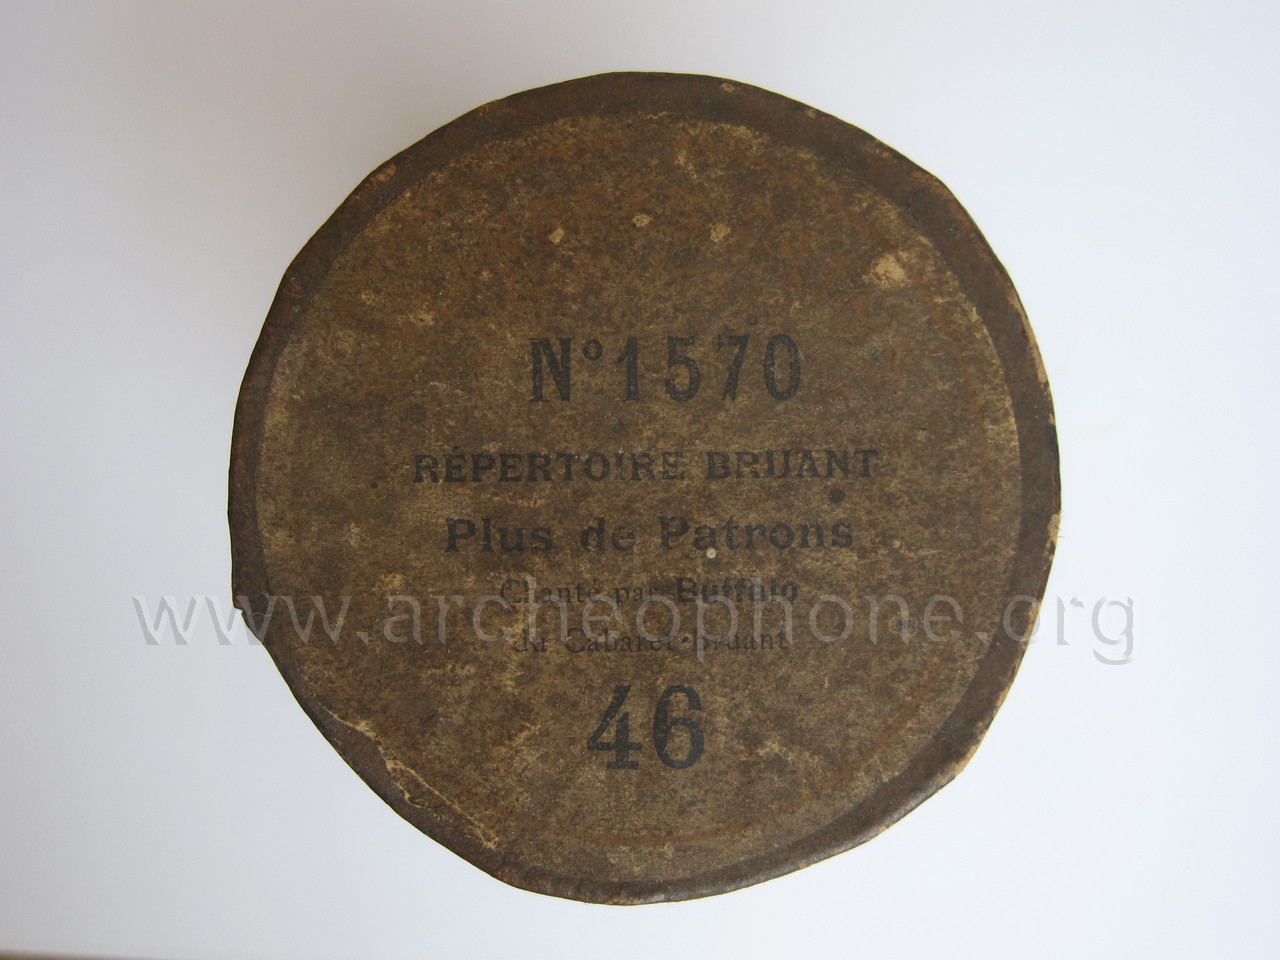 N° 1570
RÉPERTOIRE BRUANT
Plus de Patrons
Chanté par Buffalo
www.archeophone.org
du Cabaret Bruant
46